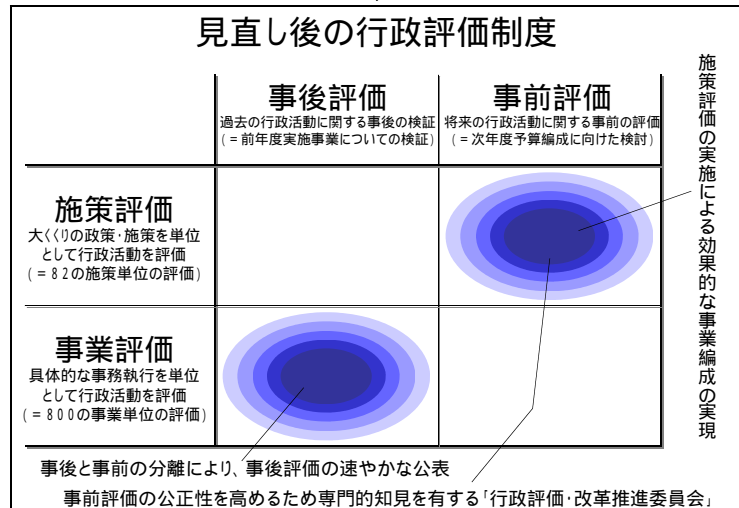 見直し後の行政評価制度
事後評価
過去の行政活動に関する事後の検証
(=前年度実施事業についての検証)
事前評価
将来の行政活動に関する事前の評価
(=次年度予算編成に向けた検討)
施策評価
大くくりの政策・施策を単位
として行政活動を評価
(=82の施策単位の評価)
事業評価
具体的な事務執行を単位
として行政活動を評価
(=800の事業単位の評価)
施策評価の実施による効果的な事業編成の実現
事後と事前の分離により、事後評価の速やかな公表
事前評価の公正性を高めるため専門的知見を有する「行政評価・改革推進委員会」